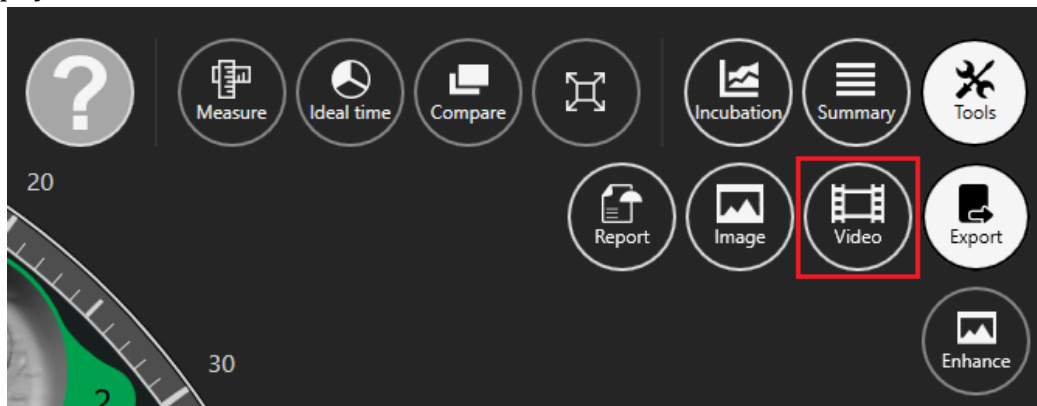 ?
Measure
Ideal time
Compare
Incubation
Summary
Tools
20
Report
Image
Video
Export
30
Enhance
2